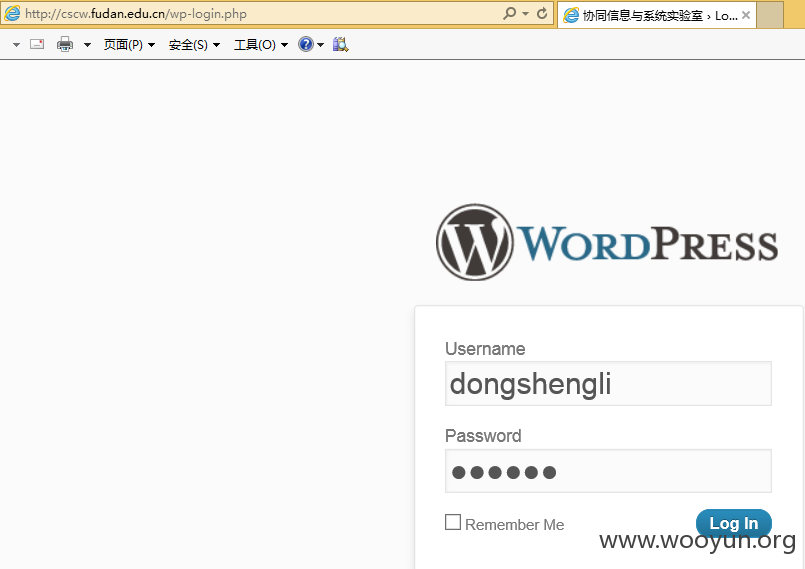 http://cscw.fudan.edu.cn/wp-login.php
协同信息与系统实验室 › Lo...
页面(P) 安全(S) 工具(O)
WORDPRESS
Username
dongshengli
Password
●●●●●●
Remember Me
Log In
www.wooyun.org